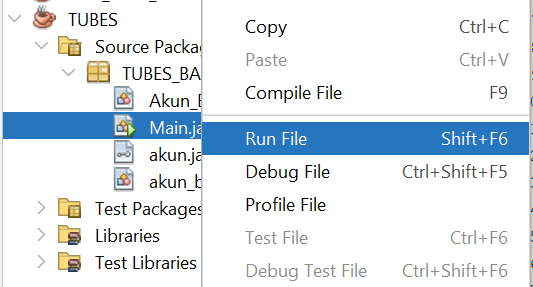 TUBES
Source Packag
TUBES_BA
Akun_
Main.ja
akun.ja
akun_b
Test Packages
Libraries
Test Libraries
Copy Ctrl+C
Paste Ctrl+V
Compile File F9
Run File Shift+F6
Debug File Ctrl+Shift+F5
Profile File
Test File Ctrl+F6
Debug Test File Ctrl+Shift+F6